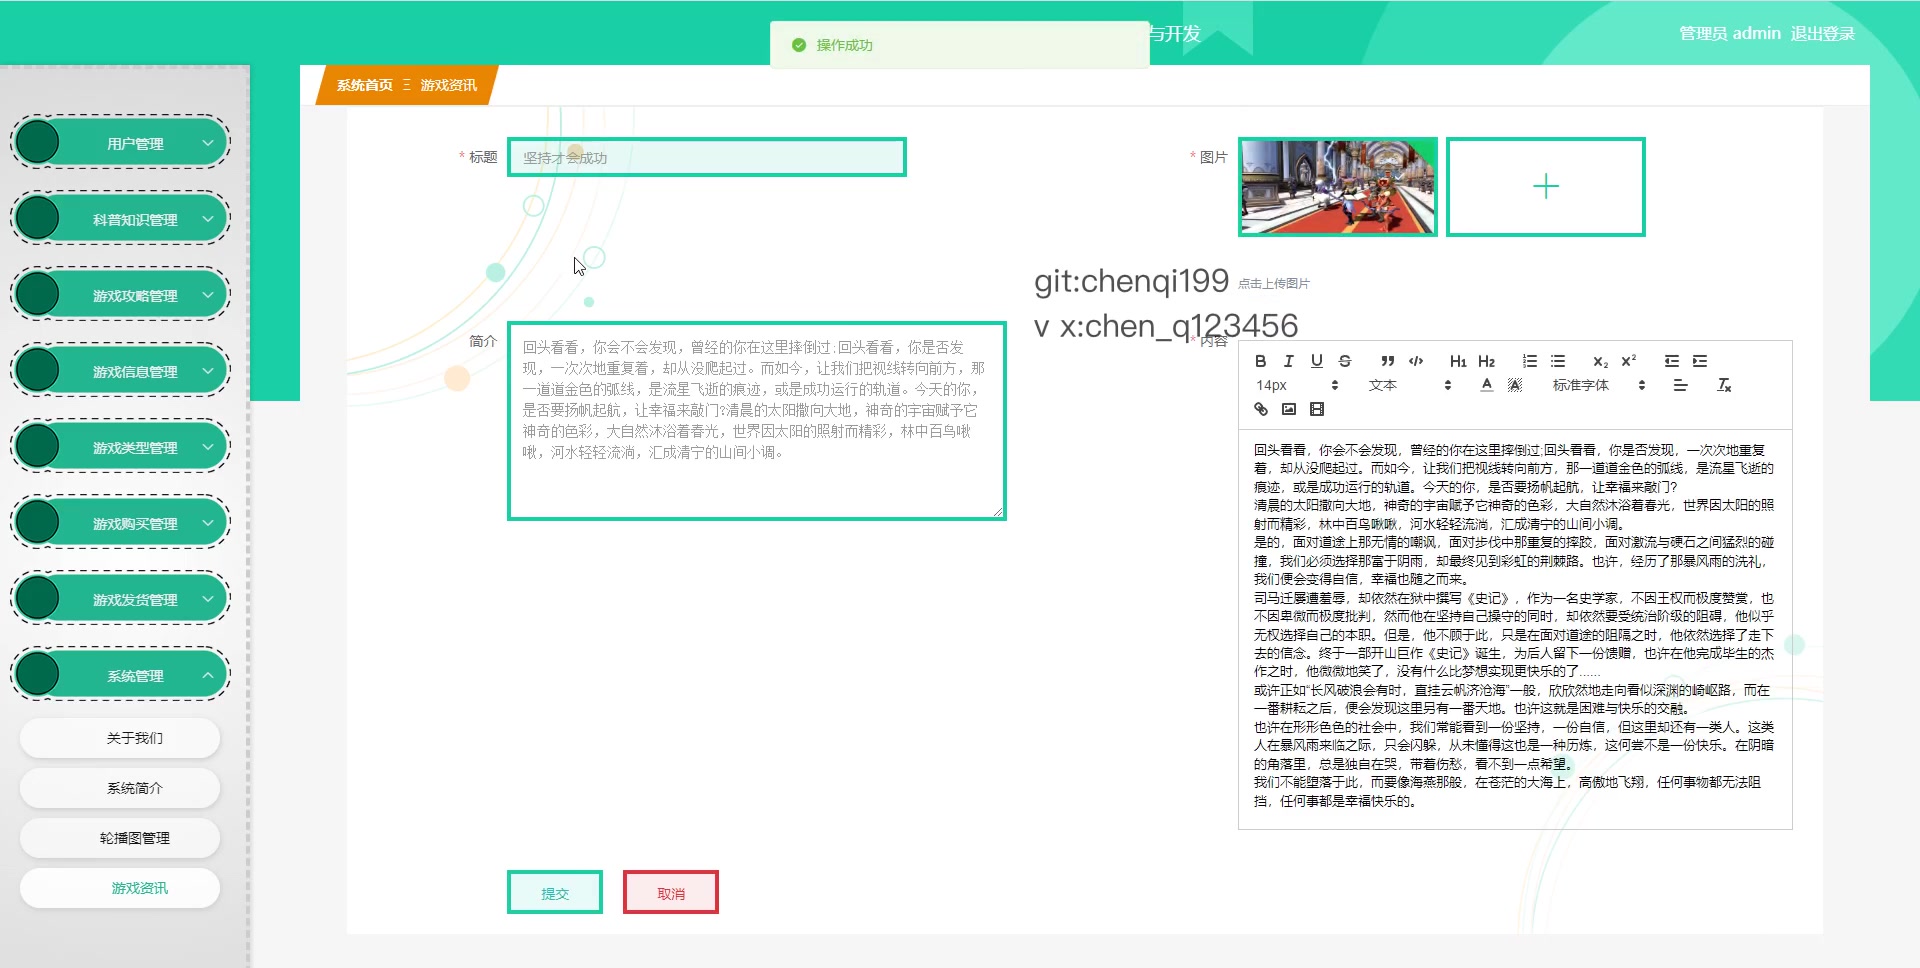 操作成功
与开发
管理员 admin 退出登录
系统首页 三 游戏资讯
用户管理
科普知识管理
游戏攻略管理
游戏信息管理
游戏类型管理
游戏购买管理
游戏发货管理
系统管理
关于我们
系统简介
轮播图管理
游戏资讯
* 标题
坚持才会成功
* 图片
git:chenqi199
点击上传图片
v x:chen_q123456
简介
回头看看，你会不会发现，曾经的你在这里摔倒过;回头看看，你是否发
现，一次次地重复着，却从没爬起过。而如今，让我们把视线转向前方，那
一道道金色的弧线，是流星飞逝的痕迹，或是成功运行的轨道。今天的你，
是否要扬帆起航，让幸福来敲门?清晨的太阳撒向大地，神奇的宇宙赋予它
神奇的色彩，大自然沐浴着春光，世界因太阳的照射而精彩，林中百鸟啾
啾，河水轻轻流淌，汇成清宁的山间小调。
* 内容
B I U S H1 H2 X2 X2
14px 文本 A 标准字体
回头看看，你会不会发现，曾经的你在这里摔倒过;回头看看，你是否发现，一次次地重复
着，却从没爬起过。而如今，让我们把视线转向前方，那一道道金色的弧线，是流星飞逝的
痕迹，或是成功运行的轨道。今天的你，是否要扬帆起航，让幸福来敲门?
清晨的太阳撒向大地，神奇的宇宙赋予它神奇的色彩，大自然沐浴着春光，世界因太阳的照
射而精彩，林中百鸟啾啾，河水轻轻流淌，汇成清宁的山间小调。
是的，面对道途上那无情的嘲讽，面对步伐中那重复的摔跤，面对激流与硬石之间猛烈的碰
撞，我们必须选择那富于阴雨，却最终见到彩虹的荆棘路。也许，经历了那暴风雨的洗礼，
我们便会变得自信，幸福也随之而来。
司马迁屡遭羞辱，却依然在狱中撰写《史记》，作为一名史学家，不因王权而极度赞赏，也
不因卑微而极度批判，然而他在坚持自己操守的同时，却依然要受统治阶级的阻碍，他似乎
无权选择自己的本职。但是，他不顾于此，只是在面对道途的阻隔之时，他依然选择了走下
去的信念。终于一部开山巨作《史记》诞生，为后人留下一份馈赠，也许在他完成毕生的杰
作之时，他微微地笑了，没有什么比梦想实现更快乐的了……
或许正如“长风破浪会有时，直挂云帆济沧海”一般，欣欣然地走向看似深渊的崎岖路，而在
一番耕耘之后，便会发现这里另有一番天地。也许这就是困难与快乐的交融。
也许在形形色色的社会中，我们常能看到一份坚持，一份自信，但这里却还有一类人。这类
人在暴风雨来临之际，只会闪躲，从未懂得这也是一种历炼，这何尝不是一份快乐。在阴暗
的角落里，总是独自在哭，带着伤愁，看不到一点希望。
我们不能堕落于此，而要像海燕那般，在苍茫的大海上，高傲地飞翔，任何事物都无法阻
挡，任何事都是幸福快乐的。
提交
取消